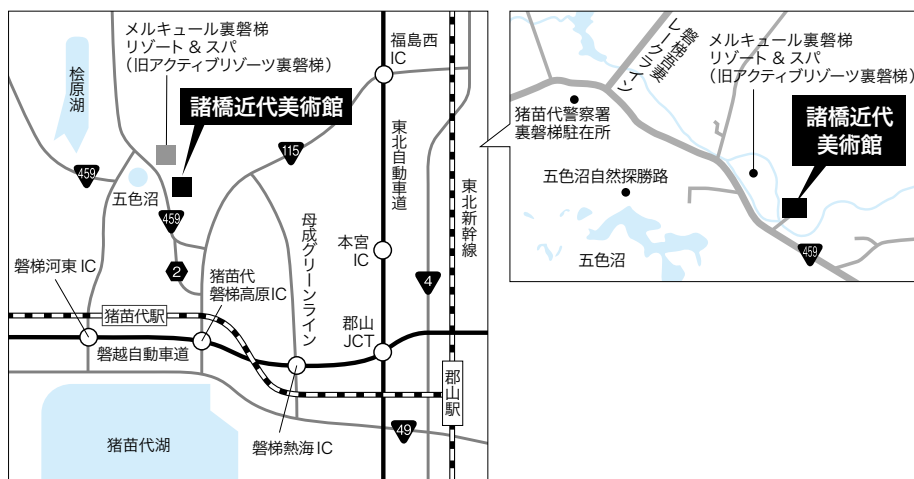 メルキュール裏磐梯
リゾート & スパ
(旧アクティブリゾーツ裏磐梯)
福島西
IC
桧原湖
諸橋近代美術館
115
東北自動車道
459
五色沼
459
母成グリーンライン
本宮
IC
東北新幹線
4
2
磐梯河東 IC
猪苗代
磐梯高原IC
猪苗代駅
郡山
JCT
磐越自動車道
郡山駅
49
猪苗代湖
磐梯熱海 IC
磐梯吾妻
レークライン
メルキュール裏磐梯
リゾート & スパ
(旧アクティブリゾーツ裏磐梯)
猪苗代警察署
裏磐梯駐在所
諸橋近代
美術館
五色沼自然探勝路
五色沼
459